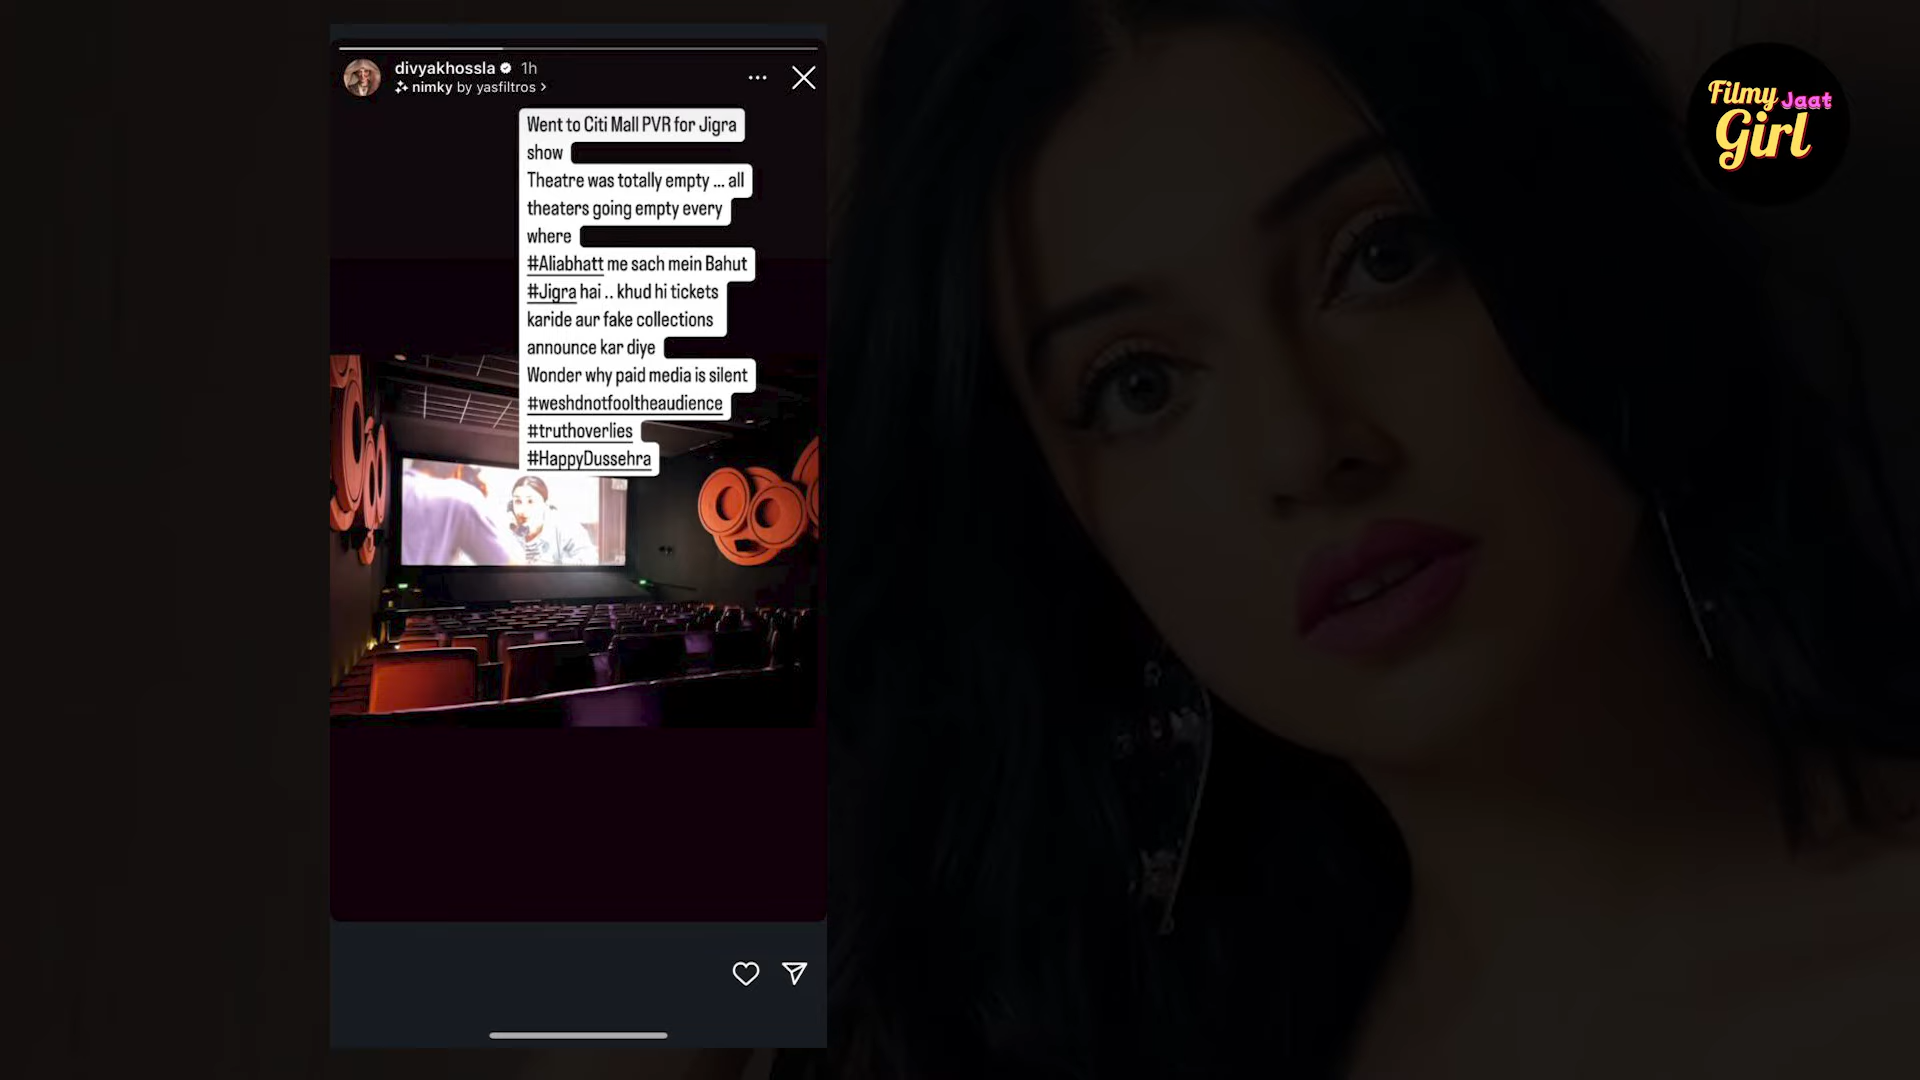 divyakhossla 1h
nimky by yasfiltros >
Went to Citi Mall PVR for Jigra
show
Theatre was totally empty ... all
theaters going empty every
where
#Aliabhatt me sach mein Bahut
#Jigra hai .. khud hi tickets
karide aur fake collections
announce kar diye
Wonder why paid media is silent
#weshdnotfooltheaudience
#truthoverlies
#HappyDussehra
Filmy Jaat
Girl